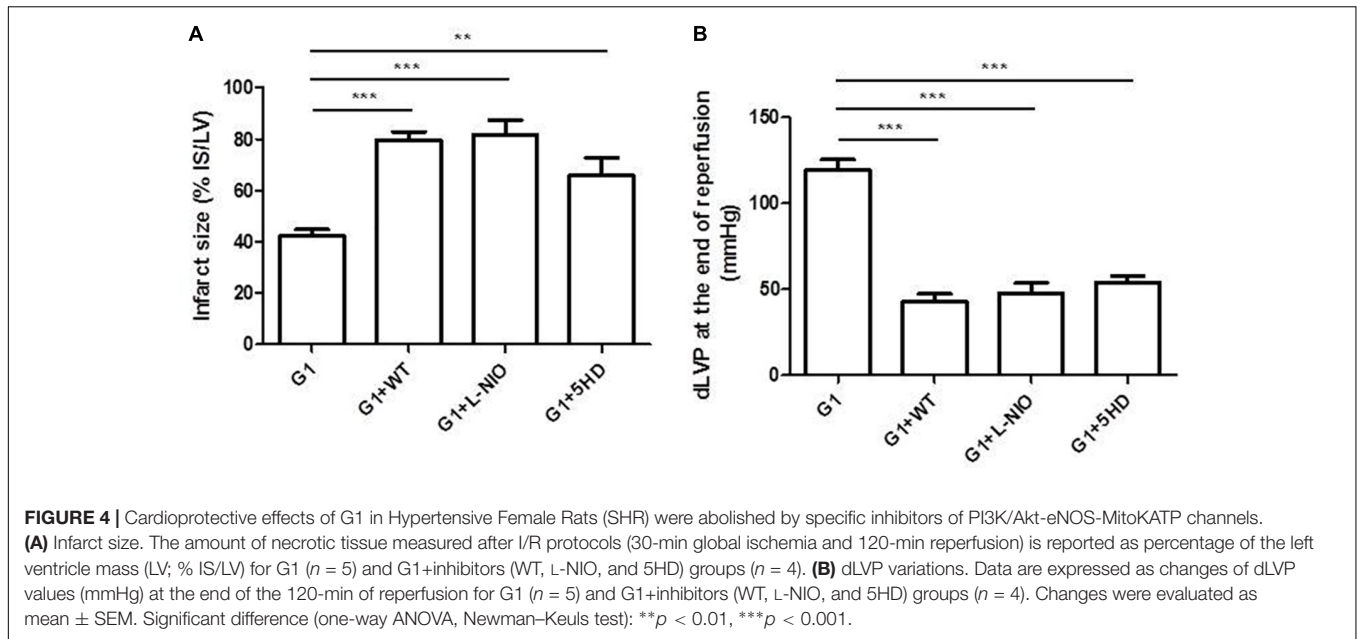 A
**
***
***
100
80
60
40
20
0
Infarct size (% IS/LV)
G1
G1+WT
G1+L-NIO
G1+5HD
B
***
***
***
150
100
50
0
dLVP at the end of reperfusion
(mmHg)
G1
G1+WT
G1+L-NIO
G1+5HD
FIGURE 4 | Cardioprotective effects of G1 in Hypertensive Female Rats (SHR) were abolished by specific inhibitors of PI3K/Akt-eNOS-MitoKATP channels.
(A) Infarct size. The amount of necrotic tissue measured after I/R protocols (30-min global ischemia and 120-min reperfusion) is reported as percentage of the left
ventricle mass (LV; % IS/LV) for G1 (n = 5) and G1+inhibitors (WT, L-NIO, and 5HD) groups (n = 4). (B) dLVP variations. Data are expressed as changes of dLVP
values (mmHg) at the end of the 120-min of reperfusion for G1 (n = 5) and G1+inhibitors (WT, L-NIO, and 5HD) groups (n = 4). Changes were evaluated as
mean ± SEM. Significant difference (one-way ANOVA, Newman–Keuls test): **p < 0.01, ***p < 0.001.